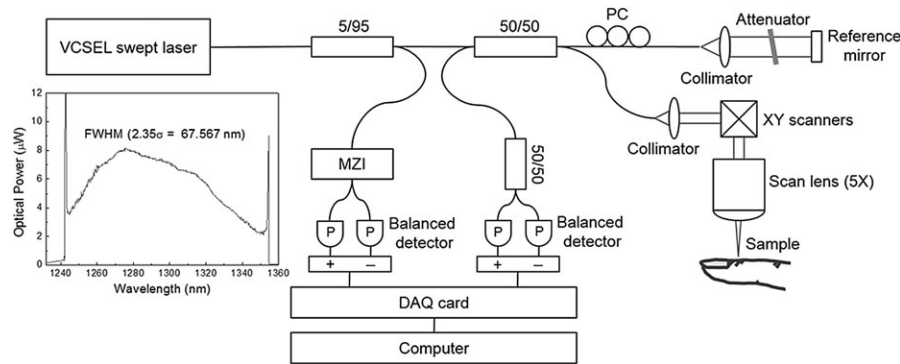 VCSEL swept laser
5/95
50/50
PC
Attenuator
Reference
mirror
Collimator
XY scanners
Collimator
Scan lens (5X)
Sample
12
10
8
6
4
2
0
Optical Power (μW)
FWHM (2.35σ = 67.567 nm)
1240 1260 1280 1300 1320 1340 1360
Wavelength (nm)
MZI
50/50
P P
Balanced
detector
P P
Balanced
detector
+ −
+ −
DAQ card
Computer